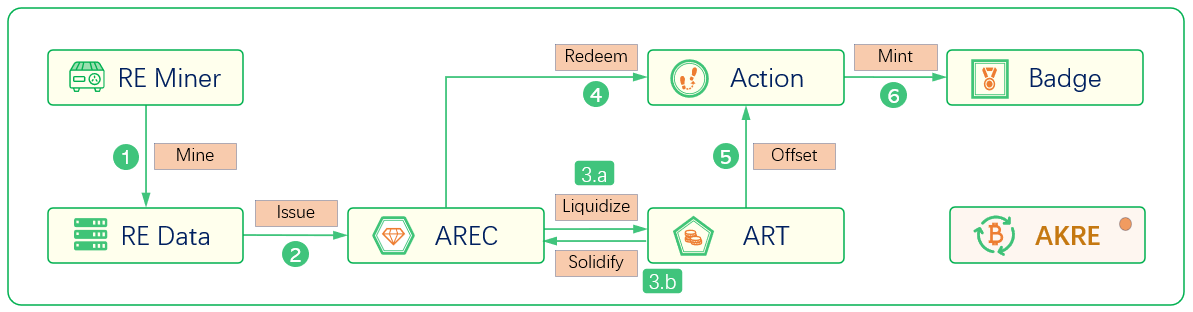 Redeem
Mint
RE Miner
Action
Badge
4
6
1
Mine
5
Offset
3.a
Issue
Liquidize
RE Data
AREC
ART
AKRE
2
Solidify
3.b